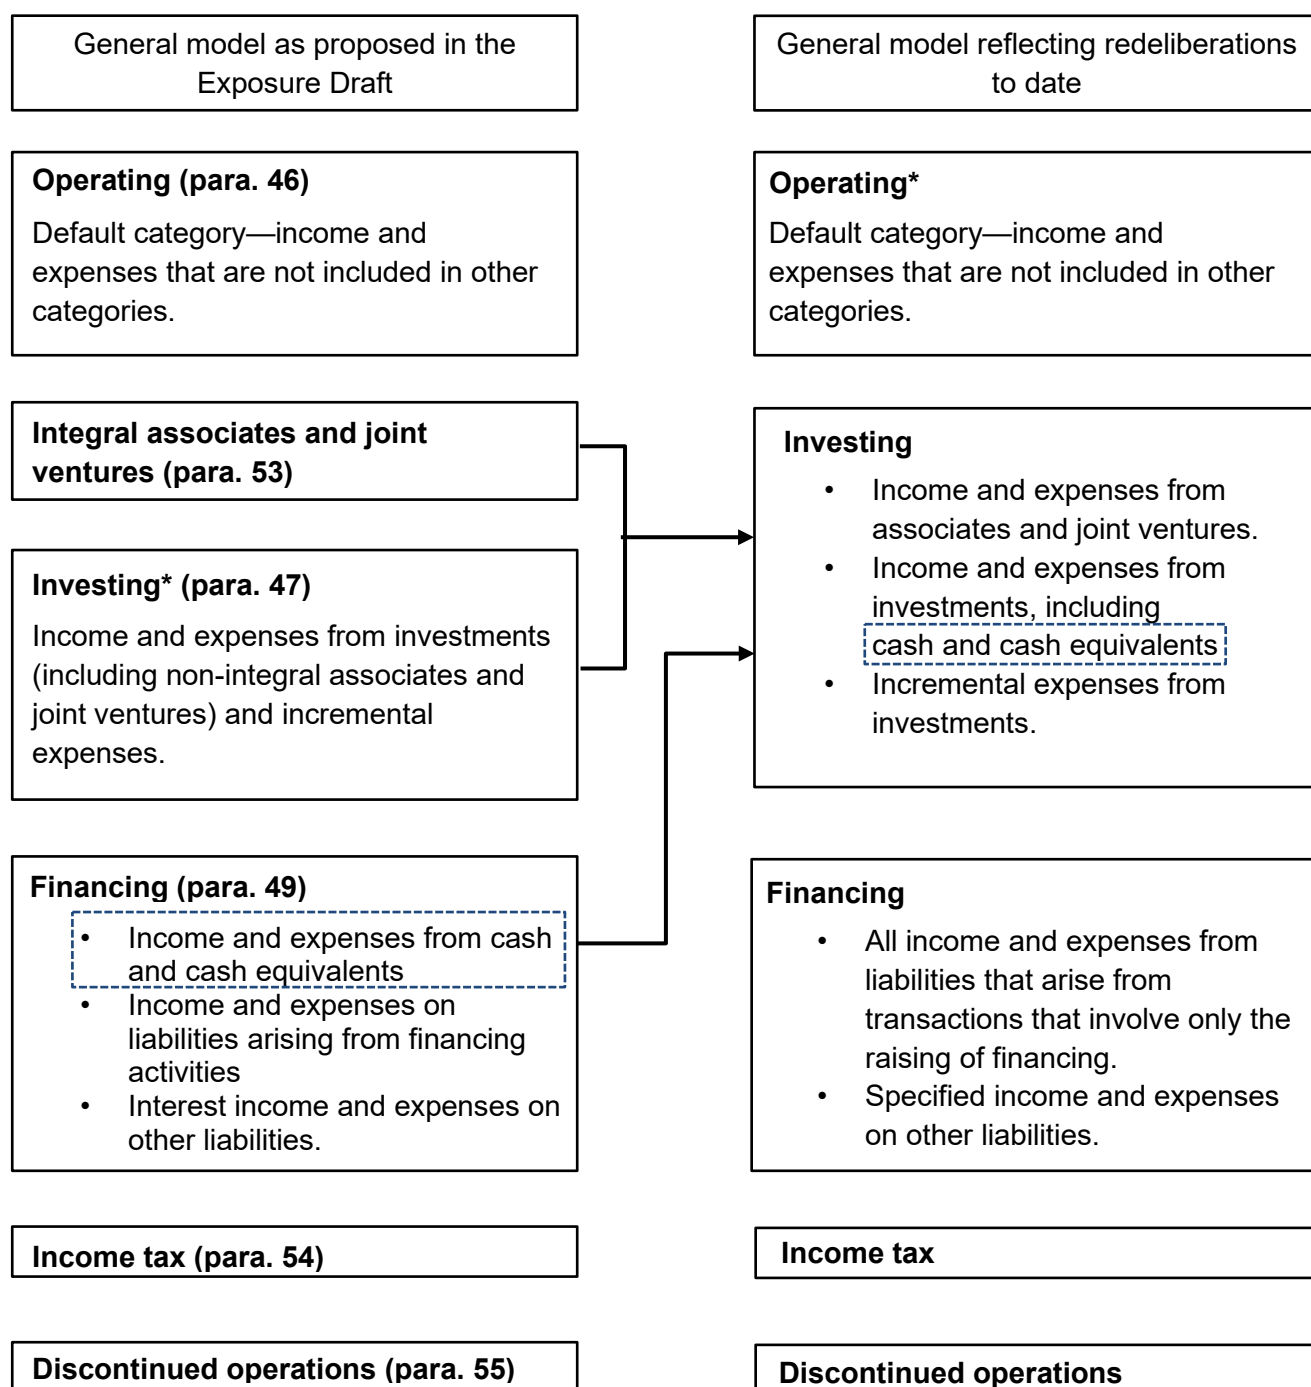 General model as proposed in the
Exposure Draft
General model reflecting redeliberations
to date
Operating (para. 46)
Default category—income and
expenses that are not included in other
categories.
Operating*
Default category—income and
expenses that are not included in other
categories.
Integral associates and joint
ventures (para. 53)
Investing* (para. 47)
Income and expenses from investments
(including non-integral associates and
joint ventures) and incremental
expenses.
Investing
• Income and expenses from
associates and joint ventures.
• Income and expenses from
investments, including
cash and cash equivalents
• Incremental expenses from
investments.
Financing (para. 49)
• Income and expenses from cash
and cash equivalents
• Income and expenses on
liabilities arising from financing
activities
• Interest income and expenses on
other liabilities.
Financing
• All income and expenses from
liabilities that arise from
transactions that involve only the
raising of financing.
• Specified income and expenses
on other liabilities.
Income tax (para. 54)
Income tax
Discontinued operations (para. 55)
Discontinued operations